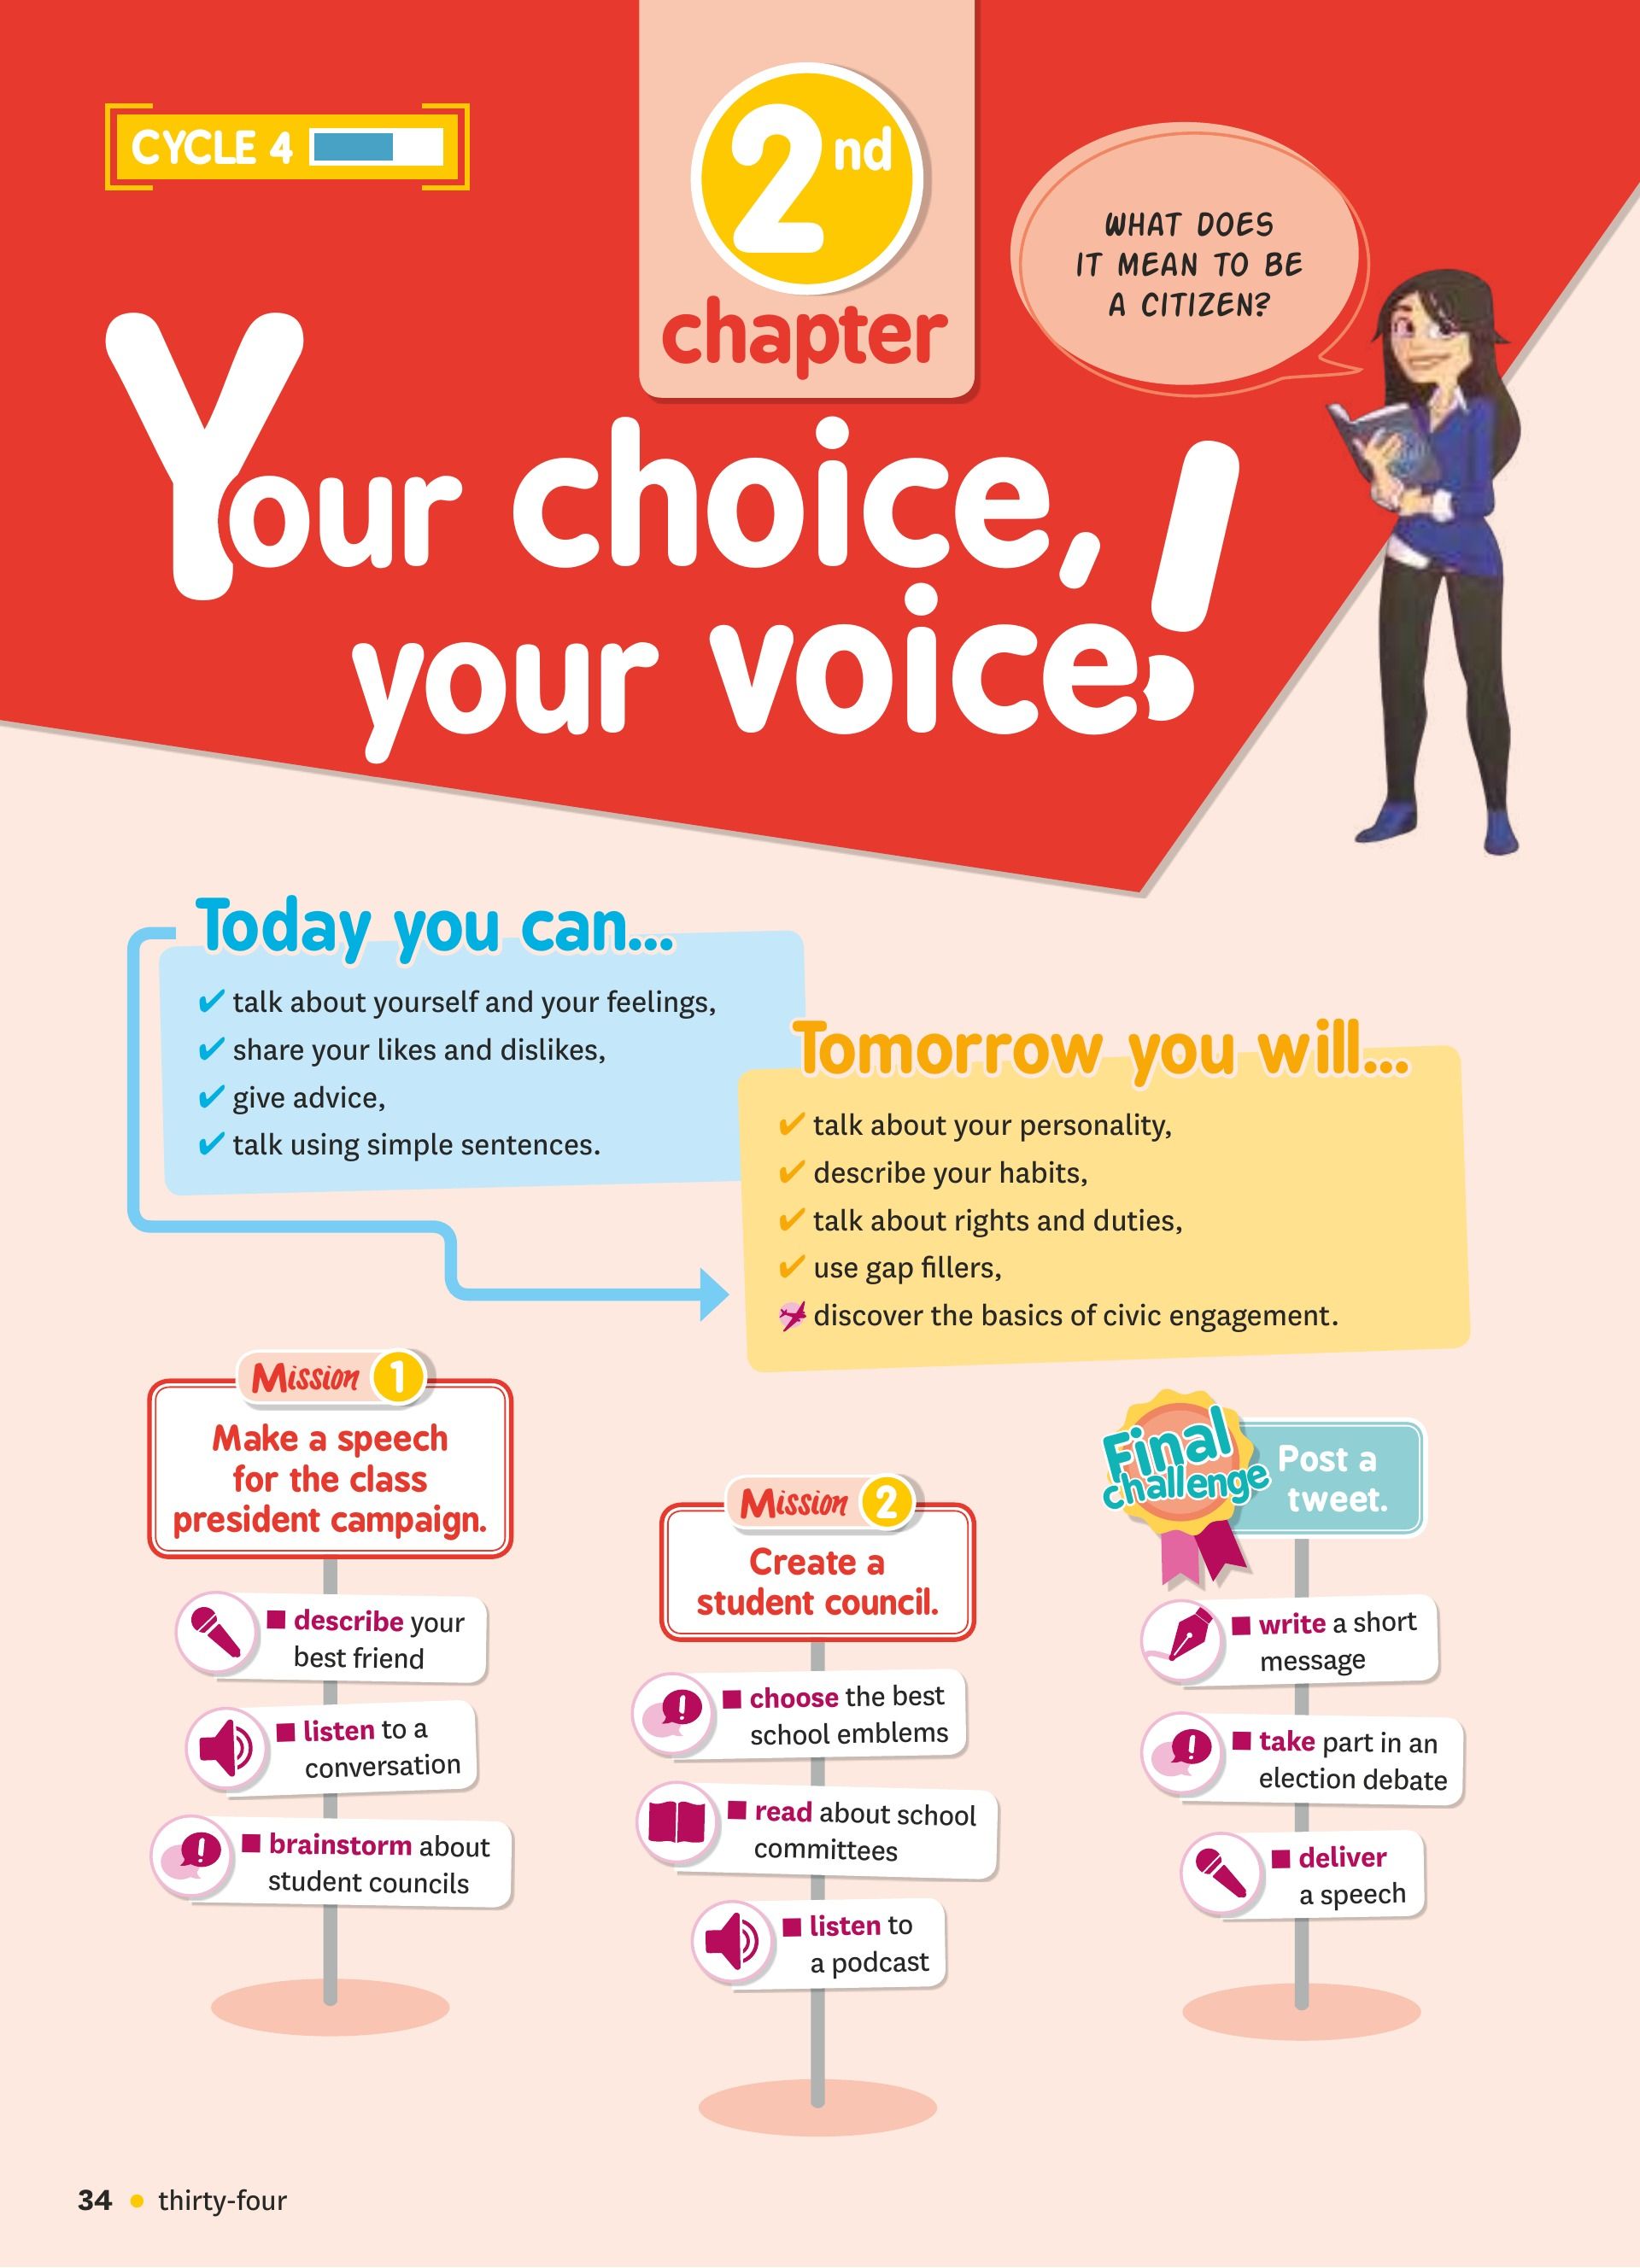 CYCLE 4
2nd
chapter
WHAT DOES
IT MEAN TO BE
A CITIZEN?
Your choice,
your voice!
Today you can...
✔ talk about yourself and your feelings,
✔ share your likes and dislikes,
✔ give advice,
✔ talk using simple sentences.
Tomorrow you will...
✔ talk about your personality,
✔ describe your habits,
✔ talk about rights and duties,
✔ use gap fillers,
discover the basics of civic engagement.
Mission 1
Make a speech
for the class
president campaign.
■ describe your
best friend
■ listen to a
conversation
■ brainstorm about
student councils
Mission 2
Create a
student council.
■ choose the best
school emblems
■ read about school
committees
■ listen to
a podcast
Final
challenge
Post a
tweet.
■ write a short
message
■ take part in an
election debate
■ deliver
a speech
34 • thirty-four